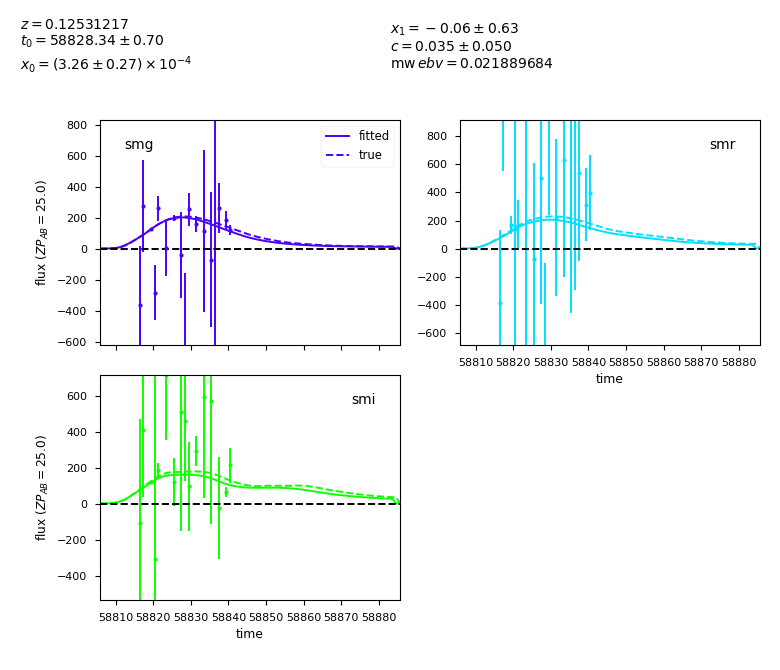 z = 0.12531217
t₀ = 58828.34 ± 0.70
x₀ = (3.26 ± 0.27) × 10⁻⁴
x₁ = −0.06 ± 0.63
c = 0.035 ± 0.050
mw ebv = 0.021889684
smg
fitted
true
800
600
400
200
0
−200
−400
−600
flux (ZP_AB = 25.0)
smr
800
600
400
200
0
−200
−400
−600
58810 58820 58830 58840 58850 58860 58870 58880
time
smi
600
400
200
0
−200
−400
flux (ZP_AB = 25.0)
58810 58820 58830 58840 58850 58860 58870 58880
time